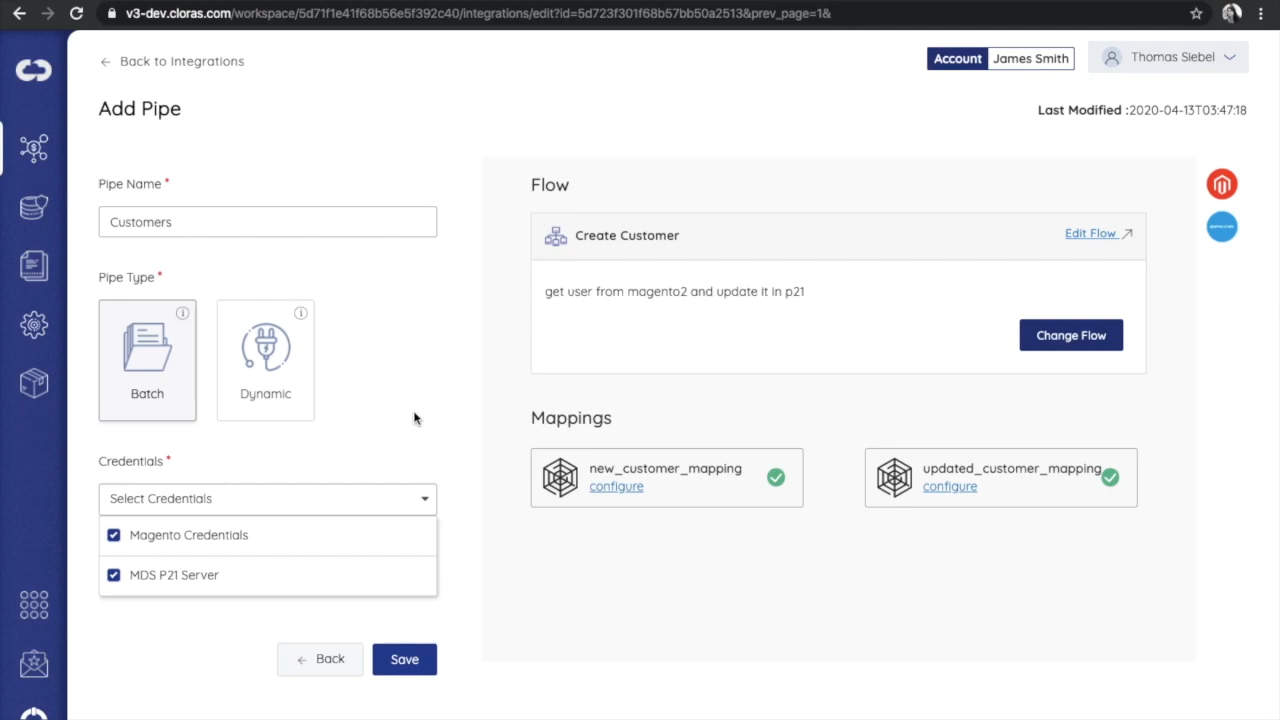 v3-dev.cloras.com/workspace/5d71f1e41f68b56e5f392c40/integrations/edit?id=5d723f301f68b57bb50a2513&prev_page=1&
← Back to Integrations
Account James Smith
Thomas Siebel
Add Pipe
Last Modified :2020-04-13T03:47:18
Pipe Name *
Customers
Pipe Type *
Batch
Dynamic
Credentials *
Select Credentials
Magento Credentials
MDS P21 Server
← Back
Save
Flow
Create Customer
Edit Flow
get user from magento2 and update it in p21
Change Flow
Mappings
new_customer_mapping
configure
updated_customer_mapping
configure